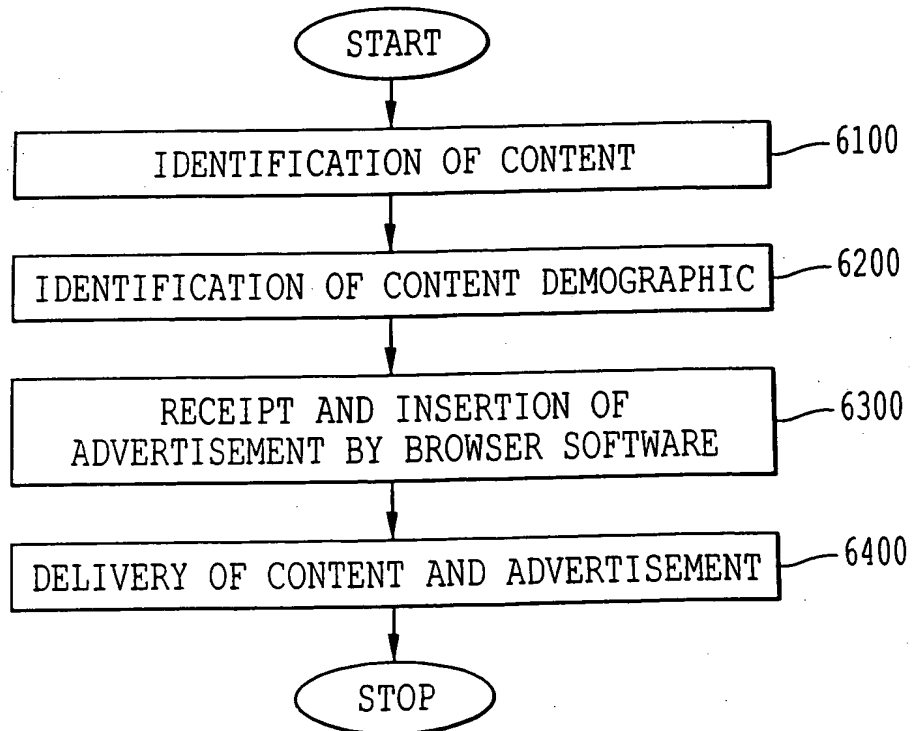 START
IDENTIFICATION OF CONTENT
6100
IDENTIFICATION OF CONTENT DEMOGRAPHIC
6200
RECEIPT AND INSERTION OF
ADVERTISEMENT BY BROWSER SOFTWARE
6300
DELIVERY OF CONTENT AND ADVERTISEMENT
6400
STOP